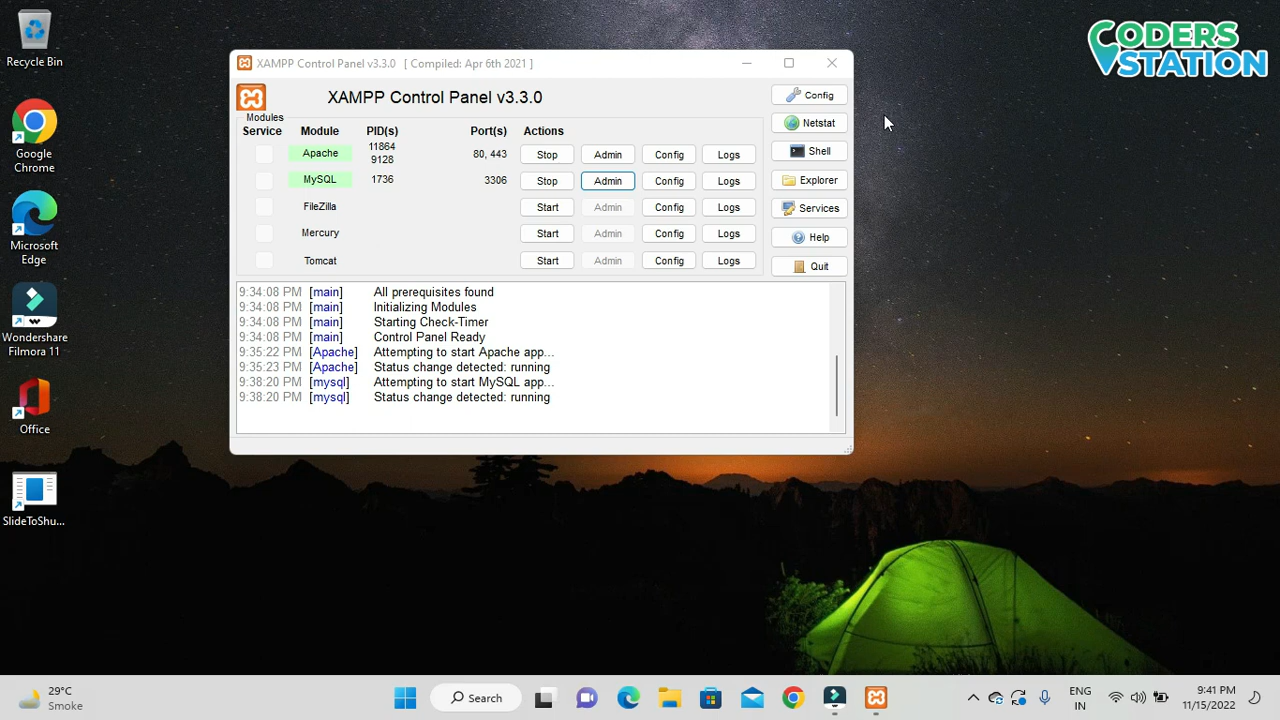 Recycle Bin
Google
Chrome
Microsoft
Edge
Wondershare
Filmora 11
Office
SlideToShu...
CODERS
STATION
XAMPP Control Panel v3.3.0 [ Compiled: Apr 6th 2021 ]
XAMPP Control Panel v3.3.0
Modules
Service Module PID(s) Port(s) Actions
Apache 11864 9128 80, 443 Stop Admin Config Logs
MySQL 1736 3306 Stop Admin Config Logs
FileZilla Start Admin Config Logs
Mercury Start Admin Config Logs
Tomcat Start Admin Config Logs
Config
Netstat
Shell
Explorer
Services
Help
Quit
9:34:08 PM [main] All prerequisites found
9:34:08 PM [main] Initializing Modules
9:34:08 PM [main] Starting Check-Timer
9:34:08 PM [main] Control Panel Ready
9:35:22 PM [Apache] Attempting to start Apache app...
9:35:23 PM [Apache] Status change detected: running
9:38:20 PM [mysql] Attempting to start MySQL app...
9:38:20 PM [mysql] Status change detected: running
29°C
Smoke
Search
ENG
IN
9:41 PM
11/15/2022